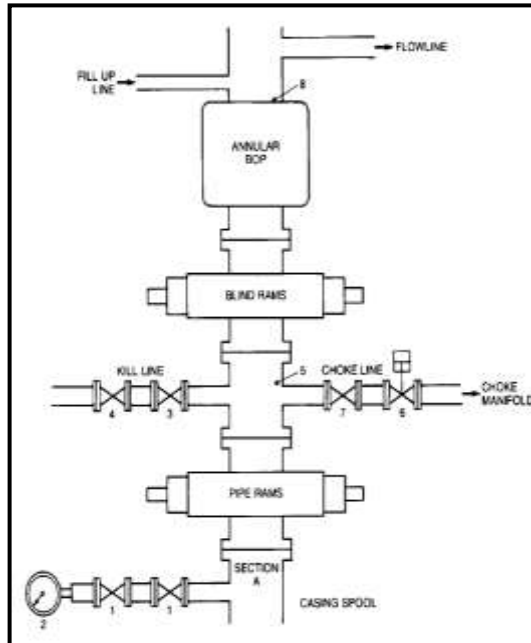 FLOWLINE
FILL UP
LINE
8
ANNULAR
BOP
BLIND RAMS
KILL LINE
5
CHOKE LINE
4
3
7
6
CHOKE
MANIFOLD
PIPE RAMS
SECTION
A
CASING SPOOL
2
1
1